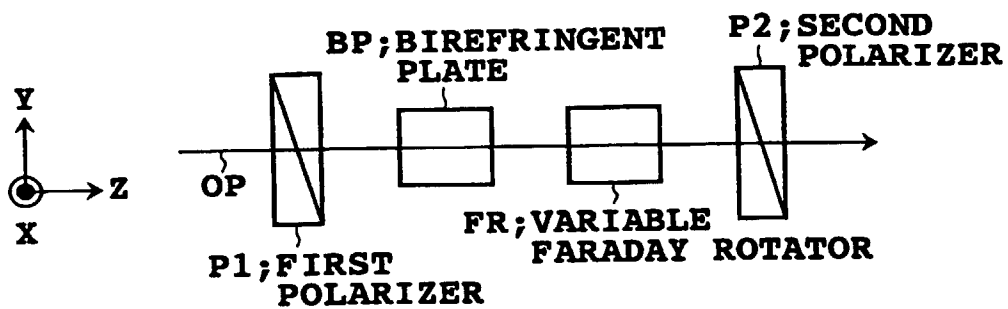 BP;BIREFRINGENT
PLATE
P2;SECOND
POLARIZER
Y
Z
X
OP
FR;VARIABLE
FARADAY ROTATOR
P1;FIRST
POLARIZER